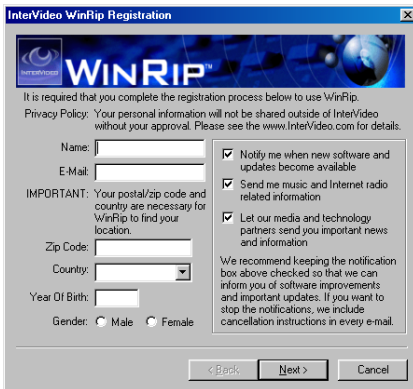 InterVideo WinRip Registration
INTERVIDEO
WINRIP™
It is required that you complete the registration process below to use WinRip.
Privacy Policy: Your personal information will not be shared outside of InterVideo
without your approval. Please see the www.InterVideo.com for details.
Name:
E-Mail:
IMPORTANT: Your postal/zip code and
country are necessary for
WinRip to find your
location.
Zip Code:
Country:
Year Of Birth:
Gender: Male Female
Notify me when new software and
updates become available
Send me music and Internet radio
related information
Let our media and technology
partners send you important news
and information
We recommend keeping the notification
box above checked so that we can
inform you of software improvements
and important updates. If you want to
stop the notifications, we include
cancellation instructions in every e-mail.
< Back Next > Cancel